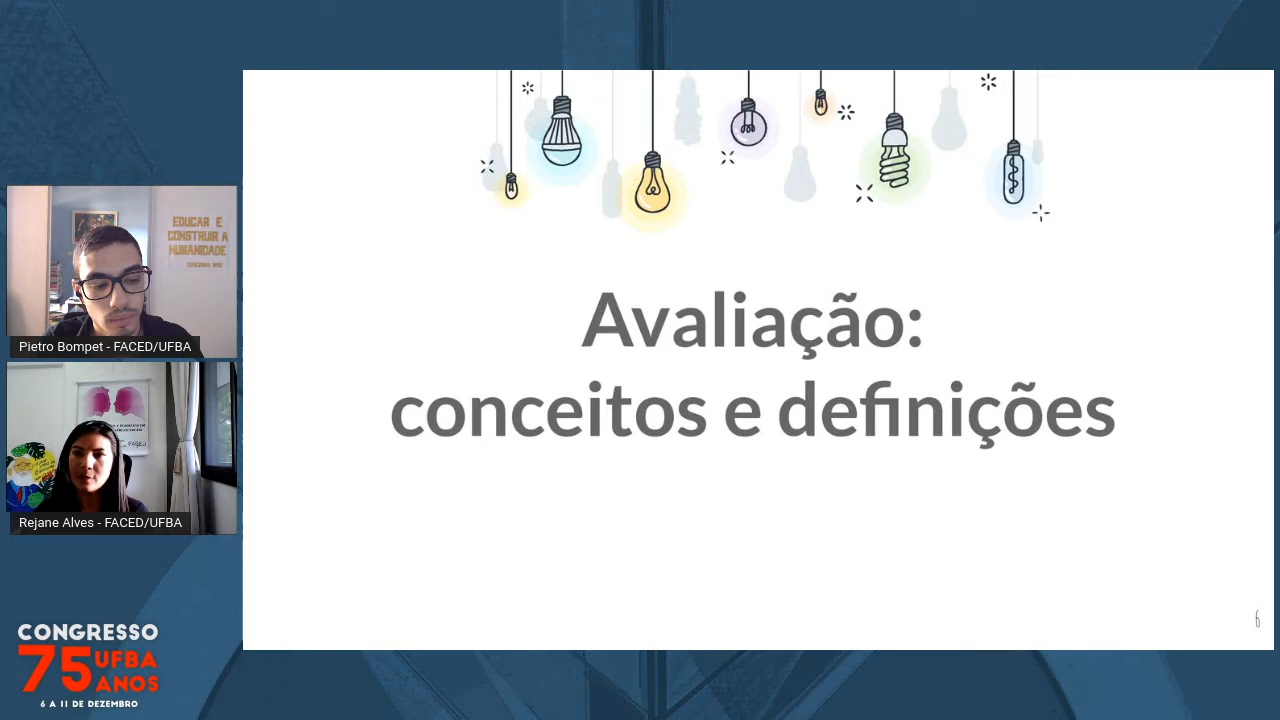 Avaliação:
conceitos e definições
6
EDUCAR É
CONSTRUIR A
HUMANIDADE
Pietro Bompet - FACED/UFBA
Rejane Alves - FACED/UFBA
CONGRESSO
75 UFBA
ANOS
6 A 11 DE DEZEMBRO